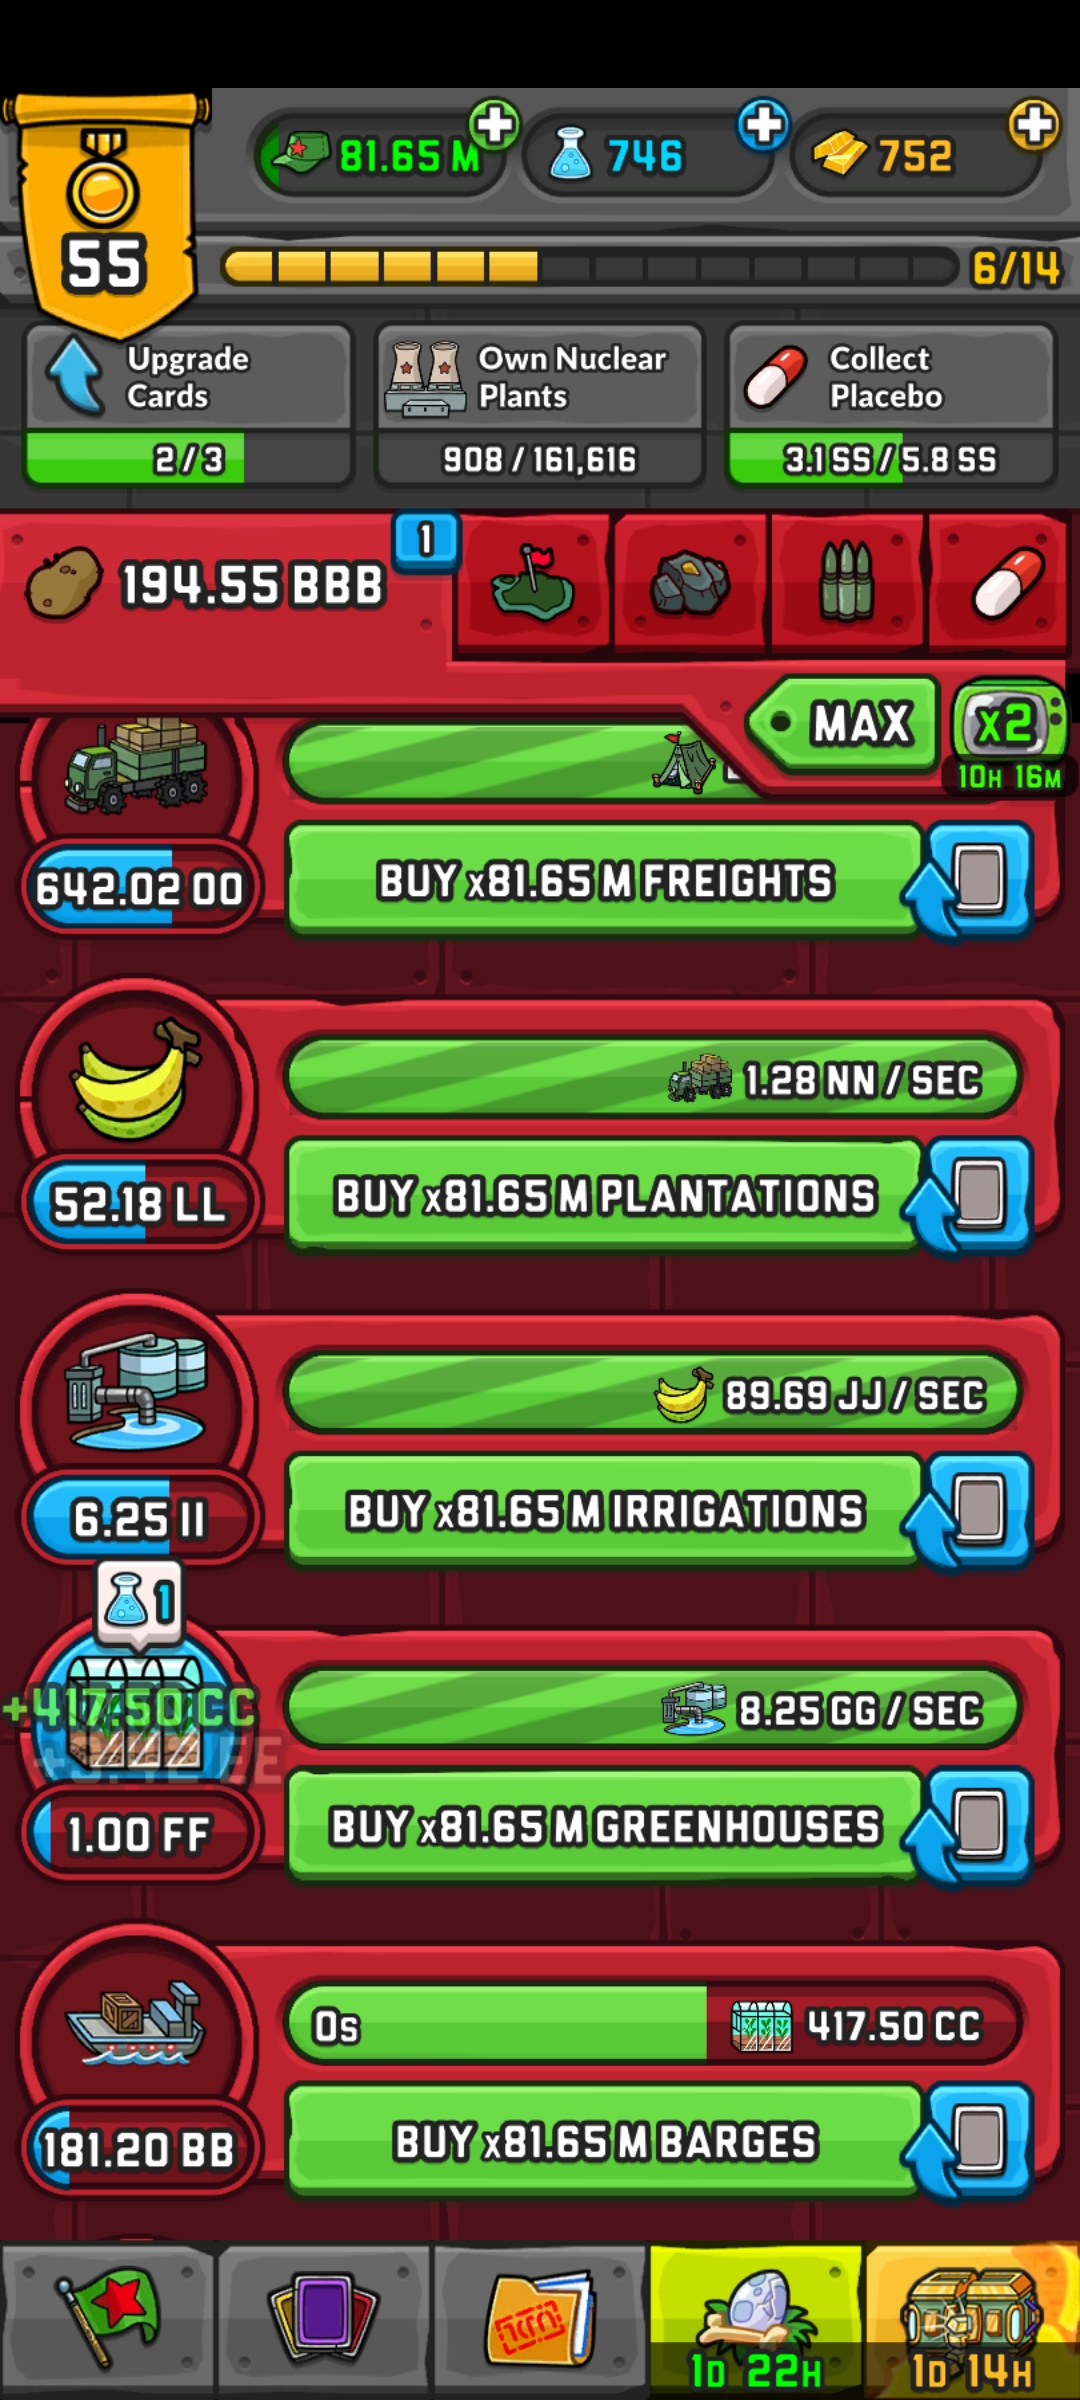 81.65 M
746
752
55
6/14
Upgrade
Cards
2/3
Own Nuclear
Plants
908/161,616
Collect
Placebo
3.1 SS/5.8 SS
194.55 BBB
1
MAX
x2
10H 16M
642.02 OO
BUY x81.65 M FREIGHTS
1.28 NN / SEC
52.18 LL
BUY x81.65 M PLANTATIONS
89.69 JJ / SEC
6.25 II
BUY x81.65 M IRRIGATIONS
1
+417.50 CC
8.25 GG / SEC
1.00 FF
BUY x81.65 M GREENHOUSES
0s
417.50 CC
181.20 BB
BUY x81.65 M BARGES
1D 22H
1D 14H